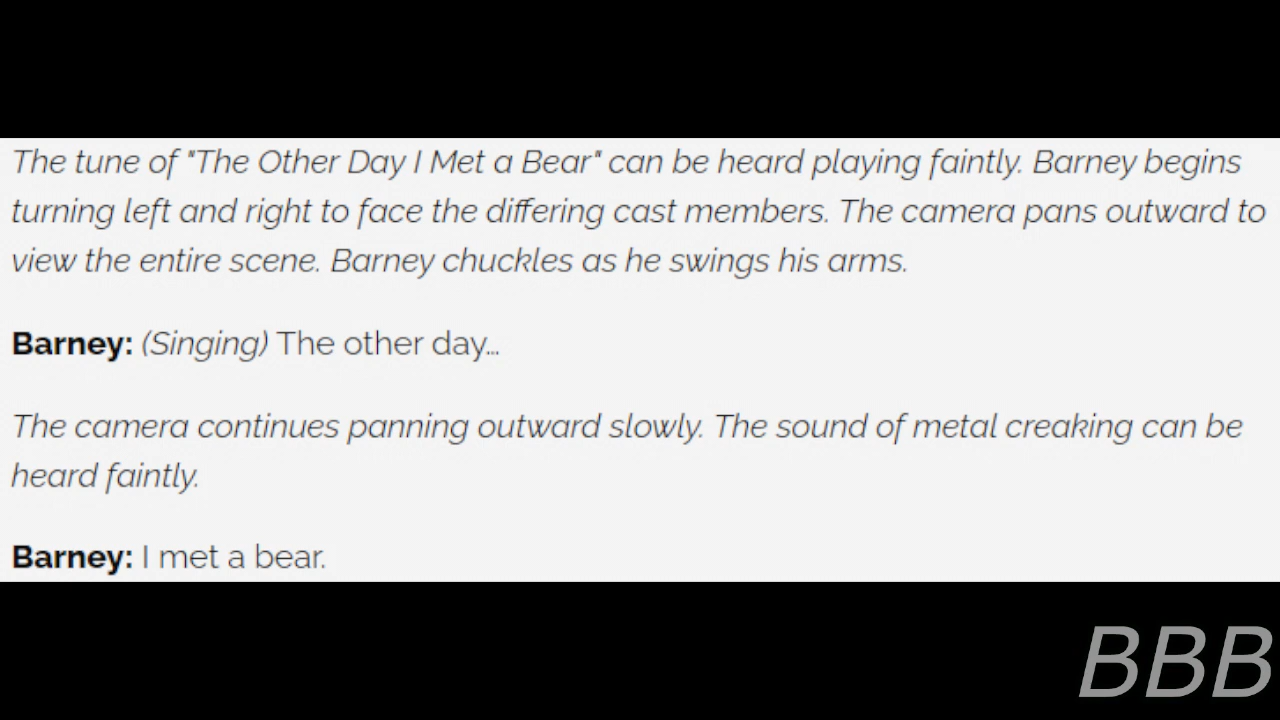 The tune of "The Other Day I Met a Bear" can be heard playing faintly. Barney begins
turning left and right to face the differing cast members. The camera pans outward to
view the entire scene. Barney chuckles as he swings his arms.
Barney: (Singing) The other day…
The camera continues panning outward slowly. The sound of metal creaking can be
heard faintly.
Barney: I met a bear.
BBB